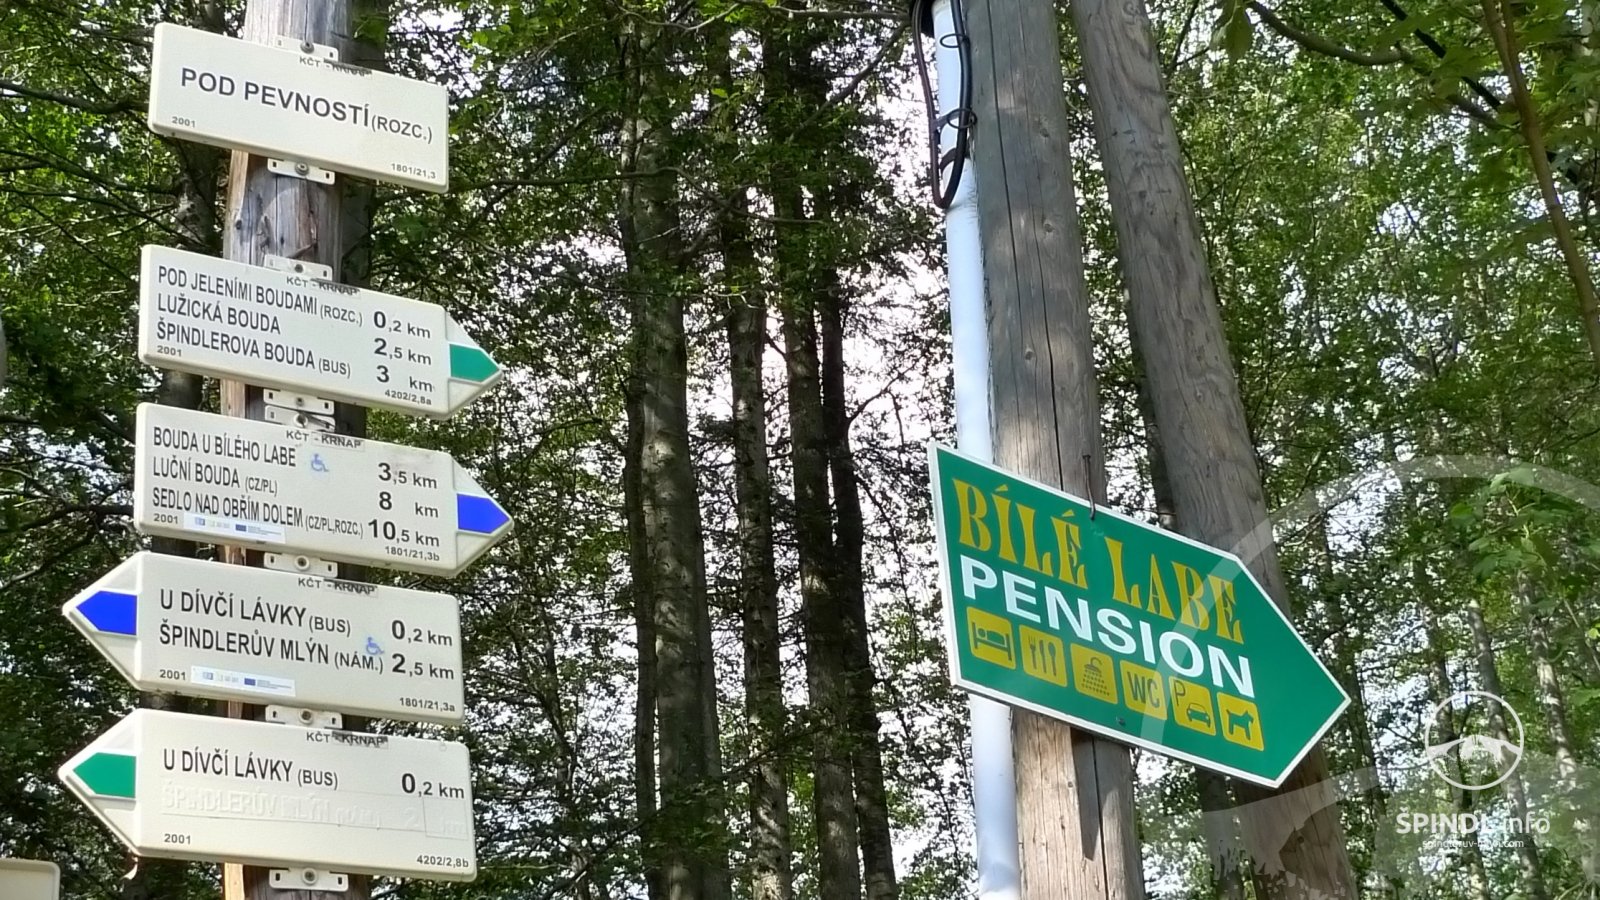 KČT - KRNAP
POD PEVNOSTÍ (ROZC.)
2001
1801/21,3
KČT - KRNAP
POD JELENÍMI BOUDAMI (ROZC.) 0,2 km
LUŽICKÁ BOUDA 2,5 km
ŠPINDLEROVA BOUDA (BUS) 3 km
2001
4202/2,8a
KČT - KRNAP
BOUDA U BÍLÉHO LABE 3,5 km
LUČNÍ BOUDA (CZ/PL) 8 km
SEDLO NAD OBŘÍM DOLEM (CZ/PL,ROZC.) 10,5 km
2001
1801/21,3b
KČT - KRNAP
U DÍVČÍ LÁVKY (BUS) 0,2 km
ŠPINDLERŮV MLÝN (NÁM.) 2,5 km
2001
1801/21,3a
KČT - KRNAP
U DÍVČÍ LÁVKY (BUS) 0,2 km
ŠPINDLERŮV MLÝN
2001
4202/2,8b
BÍLÉ LABE
PENSION
WC
P
SPINDL.info
spindleruv-mlyn.com